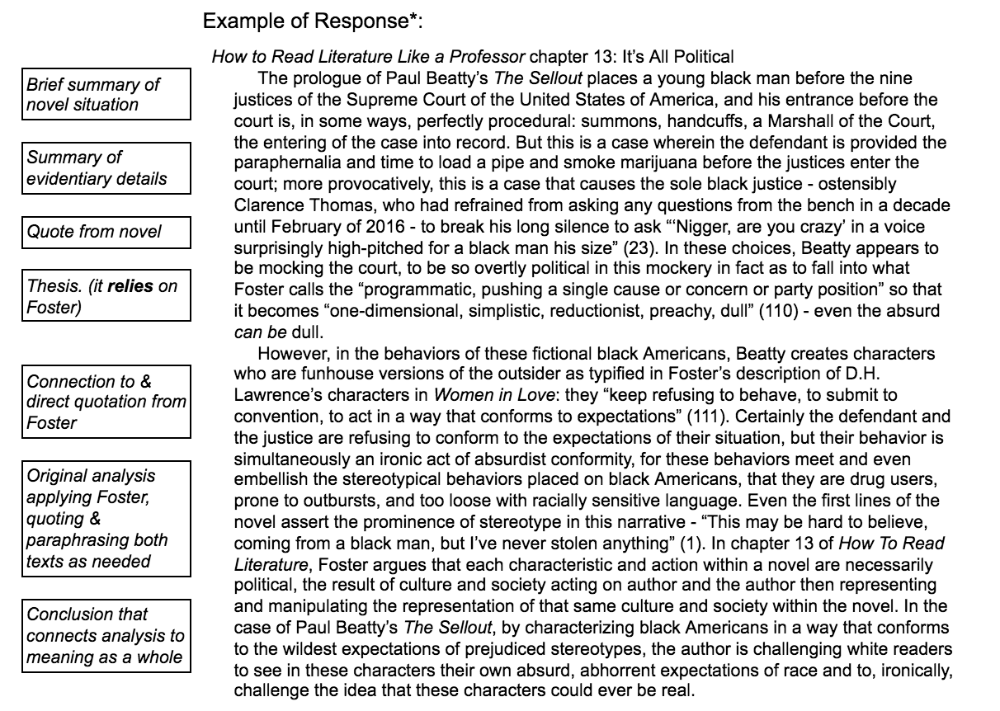 Example of Response*:
How to Read Literature Like a Professor chapter 13: It's All Political
Brief summary of
novel situation
Summary of
evidentiary details
Quote from novel
Thesis. (it relies on
Foster)
Connection to &
direct quotation from
Foster
Original analysis
applying Foster,
quoting &
paraphrasing both
texts as needed
Conclusion that
connects analysis to
meaning as a whole
The prologue of Paul Beatty's The Sellout places a young black man before the nine
justices of the Supreme Court of the United States of America, and his entrance before the
court is, in some ways, perfectly procedural: summons, handcuffs, a Marshall of the Court,
the entering of the case into record. But this is a case wherein the defendant is provided the
paraphernalia and time to load a pipe and smoke marijuana before the justices enter the
court; more provocatively, this is a case that causes the sole black justice - ostensibly
Clarence Thomas, who had refrained from asking any questions from the bench in a decade
until February of 2016 - to break his long silence to ask “‘Nigger, are you crazy’ in a voice
surprisingly high-pitched for a black man his size” (23). In these choices, Beatty appears to
be mocking the court, to be so overtly political in this mockery in fact as to fall into what
Foster calls the “programmatic, pushing a single cause or concern or party position” so that
it becomes “one-dimensional, simplistic, reductionist, preachy, dull” (110) - even the absurd
can be dull.
However, in the behaviors of these fictional black Americans, Beatty creates characters
who are funhouse versions of the outsider as typified in Foster's description of D.H.
Lawrence's characters in Women in Love: they “keep refusing to behave, to submit to
convention, to act in a way that conforms to expectations” (111). Certainly the defendant and
the justice are refusing to conform to the expectations of their situation, but their behavior is
simultaneously an ironic act of absurdist conformity, for these behaviors meet and even
embellish the stereotypical behaviors placed on black Americans, that they are drug users,
prone to outbursts, and too loose with racially sensitive language. Even the first lines of the
novel assert the prominence of stereotype in this narrative - “This may be hard to believe,
coming from a black man, but I've never stolen anything” (1). In chapter 13 of How To Read
Literature, Foster argues that each characteristic and action within a novel are necessarily
political, the result of culture and society acting on author and the author then representing
and manipulating the representation of that same culture and society within the novel. In the
case of Paul Beatty's The Sellout, by characterizing black Americans in a way that conforms
to the wildest expectations of prejudiced stereotypes, the author is challenging white readers
to see in these characters their own absurd, abhorrent expectations of race and to, ironically,
challenge the idea that these characters could ever be real.